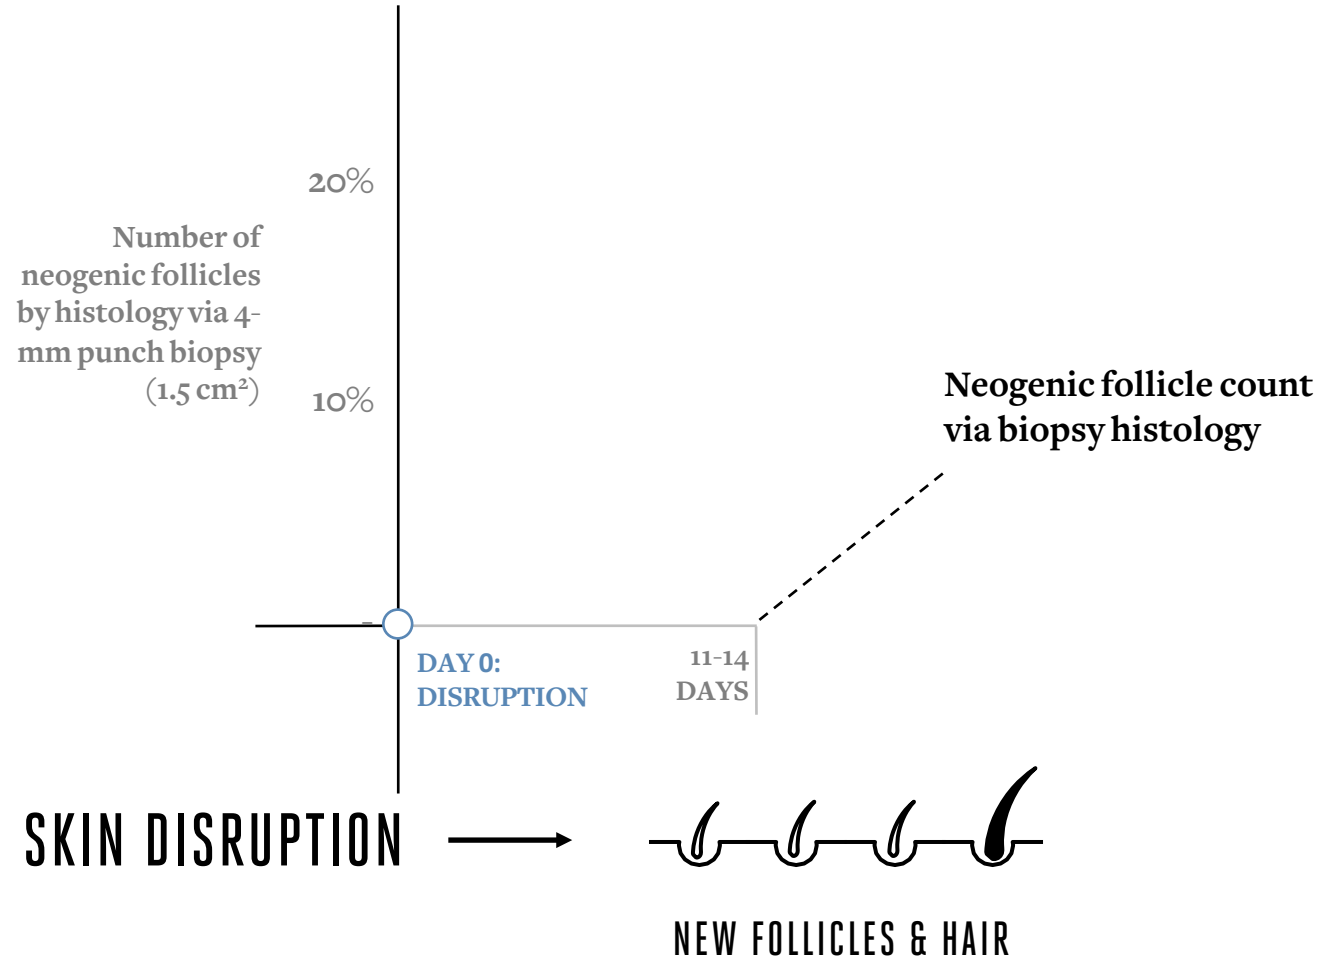 20%
Number of
neogenic follicles
by histology via 4-
mm punch biopsy
(1.5 cm²)
10%
Neogenic follicle count
via biopsy histology
-
DAY 0:
DISRUPTION
11-14
DAYS
SKIN DISRUPTION
NEW FOLLICLES & HAIR